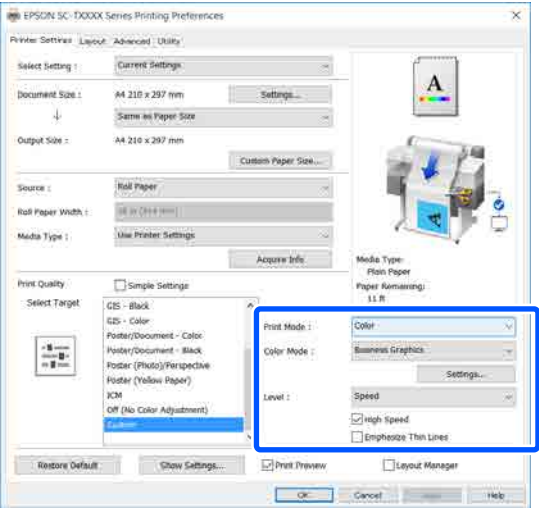 EPSON SC-TXXXX Series Printing Preferences
Printer Settings Layout Advanced Utility
Select Setting : Current Settings
Document Size : A4 210 x 297 mm Settings...
Same as Paper Size
Output Size : A4 210 x 297 mm
Custom Paper Size...
Source : Roll Paper
Roll Paper Width :
Media Type : Use Printer Settings
Acquire Info
A
Media Type:
Plain Paper
Paper Remaining:
11 ft
Print Quality Simple Settings
Select Target
GIS - Black
GIS - Color
Poster/Document - Color
Poster/Document - Black
Poster (Photo)/Perspective
Poster (Yellow Paper)
ICM
Off (No Color Adjustment)
Custom
Print Mode : Color
Color Mode : Business Graphics
Settings...
Level : Speed
High Speed
Emphasize Thin Lines
Restore Default Show Settings... Print Preview Layout Manager
OK Cancel Help